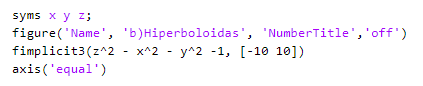 syms x y z;
figure('Name', 'b)Hiperboloidas', 'NumberTitle','off')
fimplicit3(z^2 - x^2 - y^2 -1, [-10 10])
axis('equal')